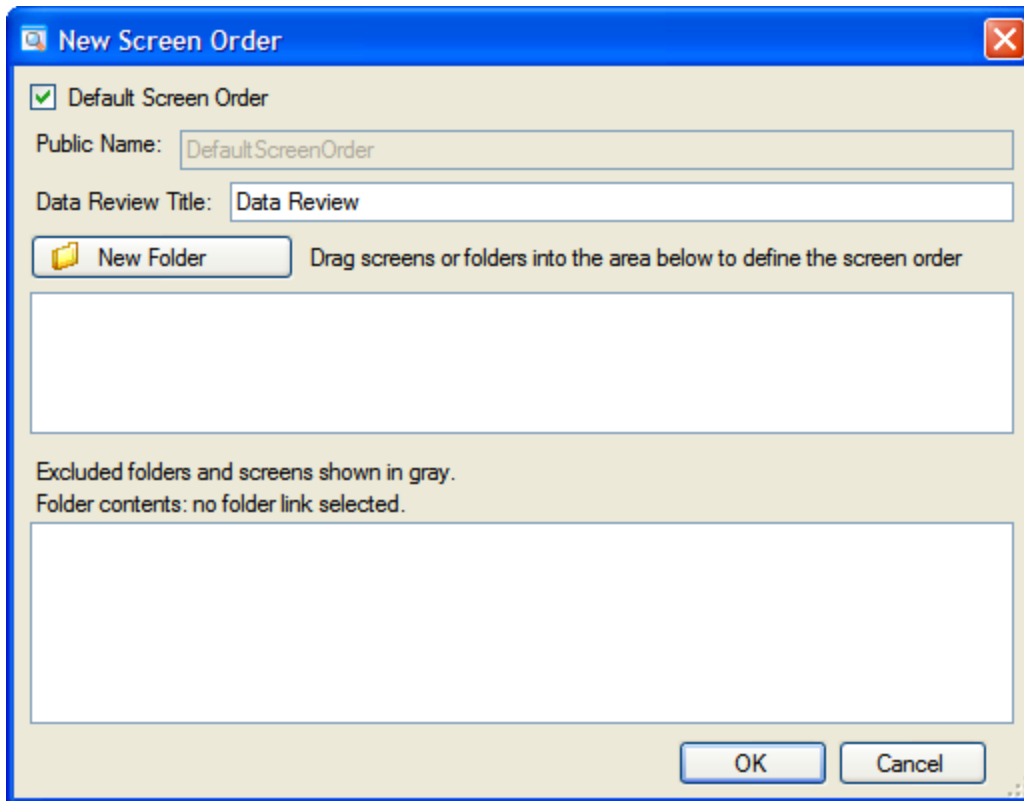 New Screen Order
Default Screen Order
Public Name: DefaultScreenOrder
Data Review Title: Data Review
New Folder Drag screens or folders into the area below to define the screen order
Excluded folders and screens shown in gray.
Folder contents: no folder link selected.
OK Cancel